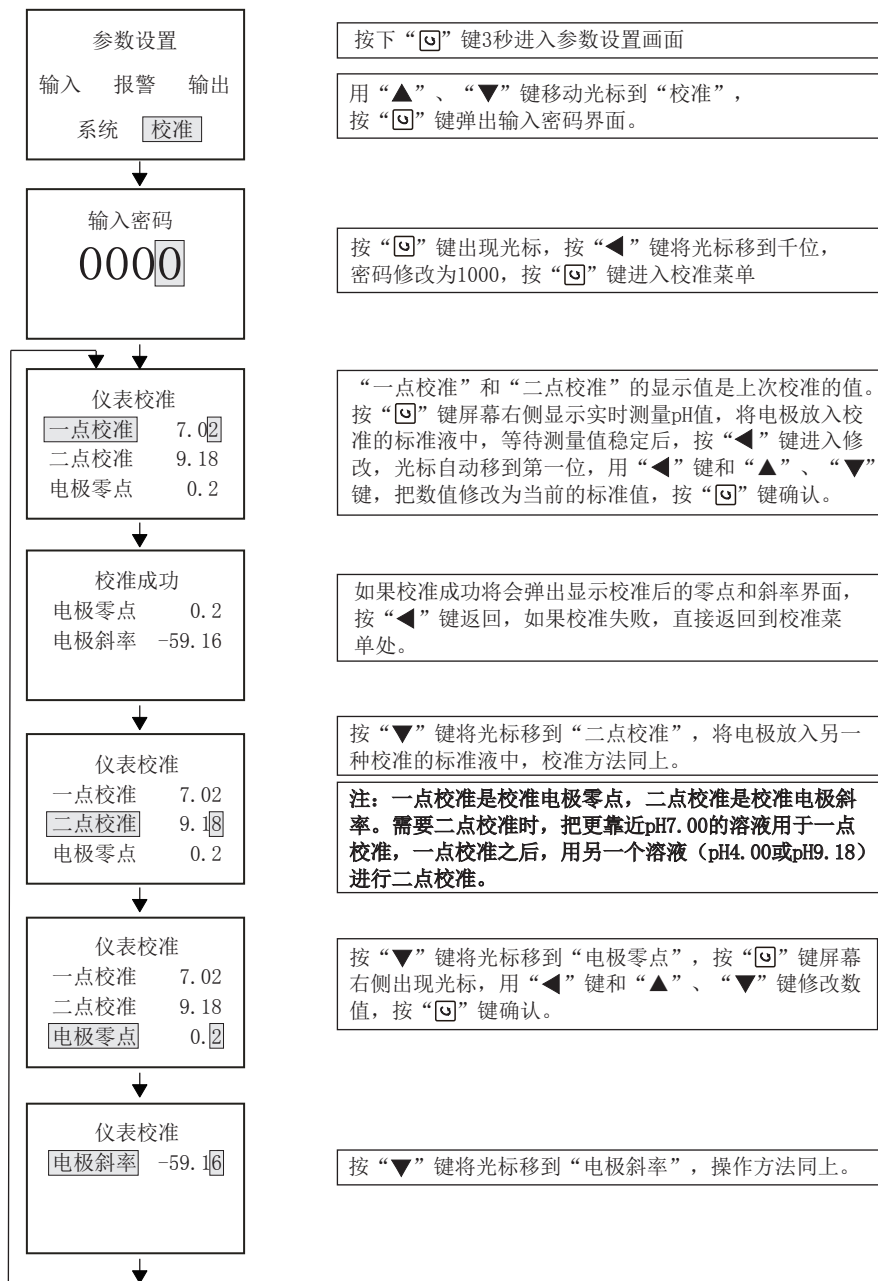 参数设置
输入 报警 输出
系统 校准
按下“”键3秒进入参数设置画面
用“▲”、“▼”键移动光标到“校准”，
按“”键弹出输入密码界面。
输入密码
0000
按“”键出现光标，按“◀”键将光标移到千位，
密码修改为1000，按“”键进入校准菜单
仪表校准
一点校准 7.02
二点校准 9.18
电极零点 0.2
“一点校准”和“二点校准”的显示值是上次校准的值。
按“”键屏幕右侧显示实时测量pH值，将电极放入校
准的标准液中，等待测量值稳定后，按“◀”键进入修
改，光标自动移到第一位，用“◀”键和“▲”、“▼”
键，把数值修改为当前的标准值，按“”键确认。
校准成功
电极零点 0.2
电极斜率 -59.16
如果校准成功将会弹出显示校准后的零点和斜率界面，
按“◀”键返回，如果校准失败，直接返回到校准菜
单处。
仪表校准
一点校准 7.02
二点校准 9.18
电极零点 0.2
按“▼”键将光标移到“二点校准”，将电极放入另一
种校准的标准液中，校准方法同上。
注：一点校准是校准电极零点，二点校准是校准电极斜
率。需要二点校准时，把更靠近pH7.00的溶液用于一点
校准，一点校准之后，用另一个溶液（pH4.00或pH9.18）
进行二点校准。
仪表校准
一点校准 7.02
二点校准 9.18
电极零点 0.2
按“▼”键将光标移到“电极零点”，按“”键屏幕
右侧出现光标，用“◀”键和“▲”、“▼”键修改数
值，按“”键确认。
仪表校准
电极斜率 -59.16
按“▼”键将光标移到“电极斜率”，操作方法同上。